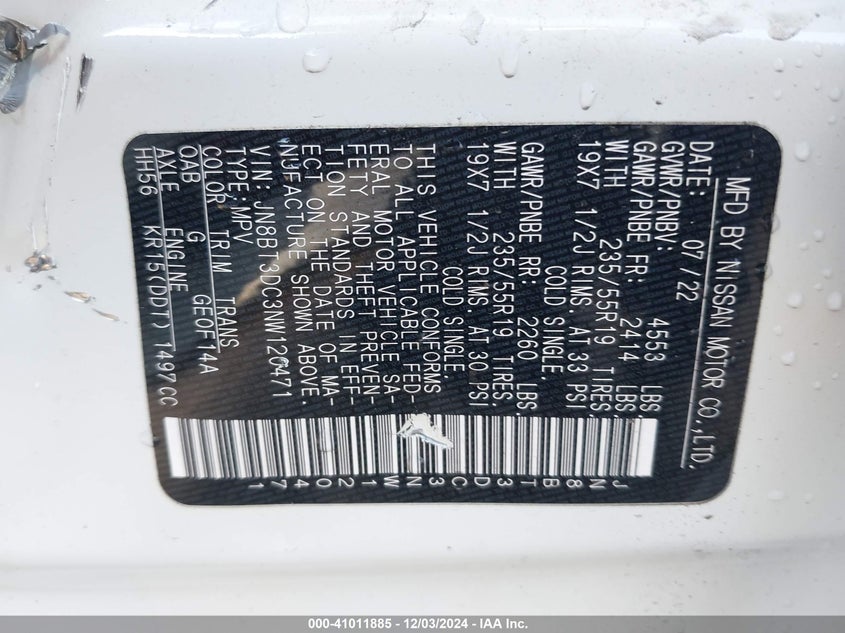 MFD BY NISSAN MOTOR CO.,LTD.
DATE: 07/22
GVWR/PNBV: 4553 LBS.
GAWR/PNBE FR: 2414 LBS.
WITH 235/55R19 TIRES.
19X7 1/2J RIMS, AT 33 PSI
COLD SINGLE.
GAWR/PNBE RR: 2260 LBS.
WITH 235/55R19 TIRES.
19X7 1/2J RIMS, AT 30 PSI
COLD SINGLE.
THIS VEHICLE CONFORMS
TO ALL APPLICABLE FED-
ERAL MOTOR VEHICLE SA-
FETY AND THEFT PREVEN-
TION STANDARDS IN EFF-
ECT ON THE DATE OF MA-
NUFACTURE SHOWN ABOVE.
VIN: JN8BT3DC3NW120471
TYPE: MPV
COLOR TRIM TRANS
QAB G GE0F14A
AXLE ENGINE
HH56 KR15(DDT) 1497CC
JN8BT3DC3NW120471
000-41011885 - 12/03/2024 - IAA Inc.